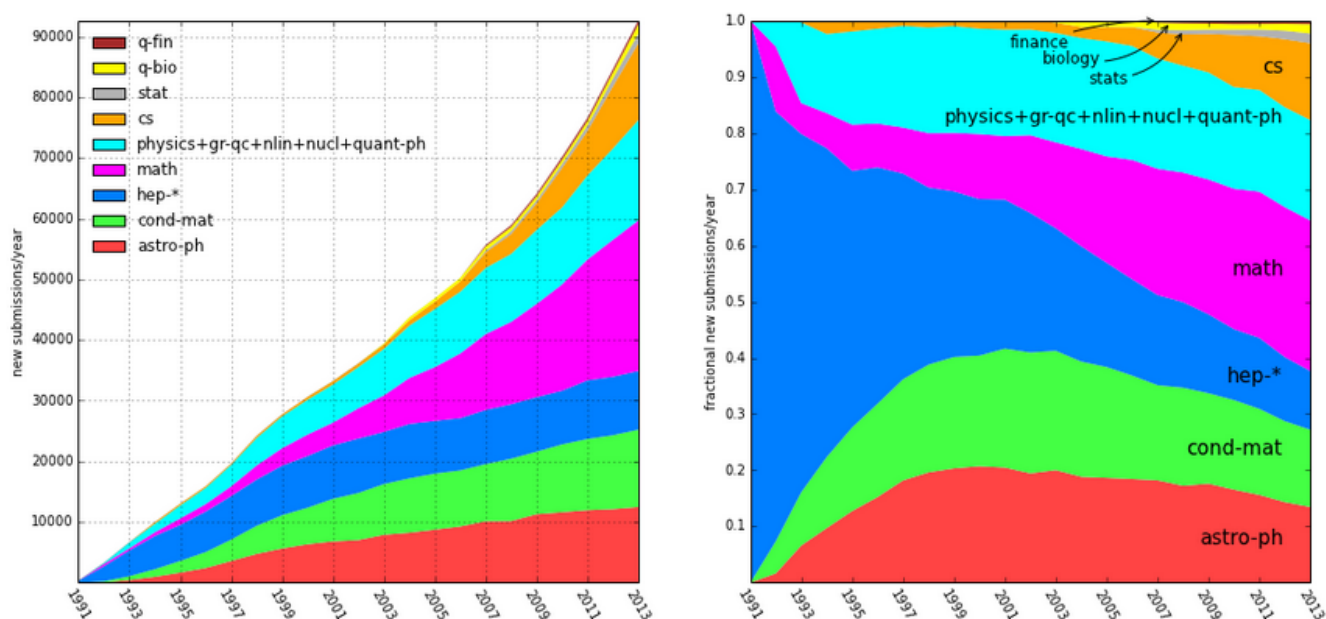 90000
80000
70000
60000
50000
40000
30000
20000
10000
new submissions/year
q-fin
q-bio
stat
cs
physics+gr-qc+nlin+nucl+quant-ph
math
hep-*
cond-mat
astro-ph
1991
1993
1995
1997
1999
2001
2003
2005
2007
2009
2011
2013
1.0
0.9
0.8
0.7
0.6
0.5
0.4
0.3
0.2
0.1
fractional new submissions/year
finance
biology
stats
cs
physics+gr-qc+nlin+nucl+quant-ph
math
hep-*
cond-mat
astro-ph
1991
1993
1995
1997
1999
2001
2003
2005
2007
2009
2011
2013